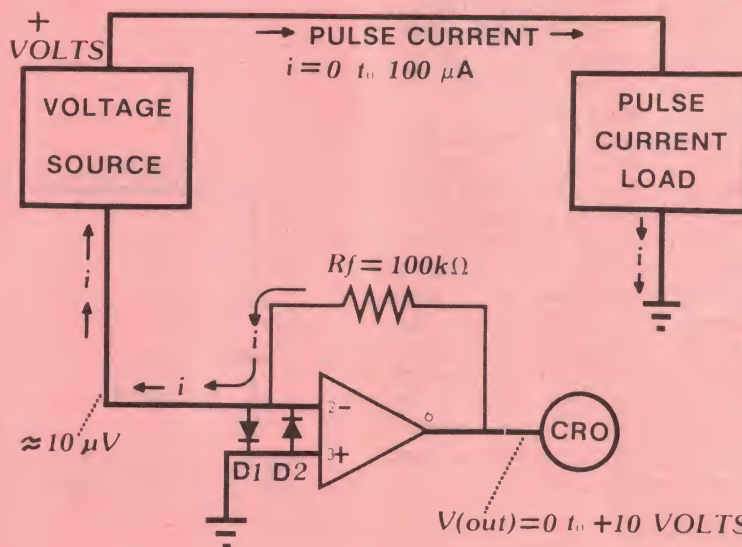 +
VOLTS
→ PULSE CURRENT →
i = 0 to 100 μA
VOLTAGE
SOURCE
PULSE
CURRENT
LOAD
i
i
Rf = 100kΩ
i
← i ←
≈10 μV
2-
6
3+
D1 D2
CRO
V(out)=0 to +10 VOLTS